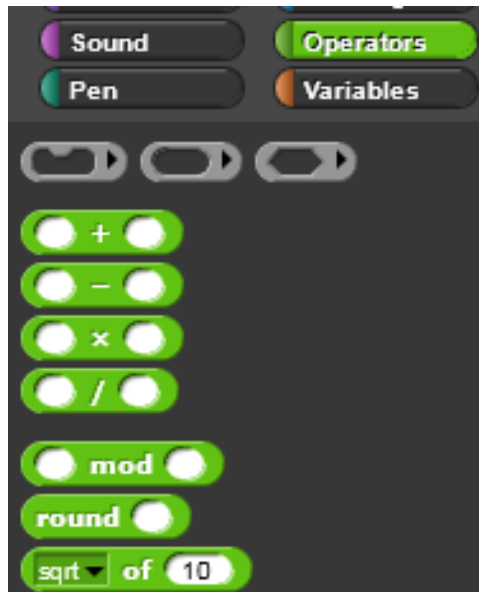 Sound Operators
Pen Variables
+
−
×
/
mod
round
sqrt of 10